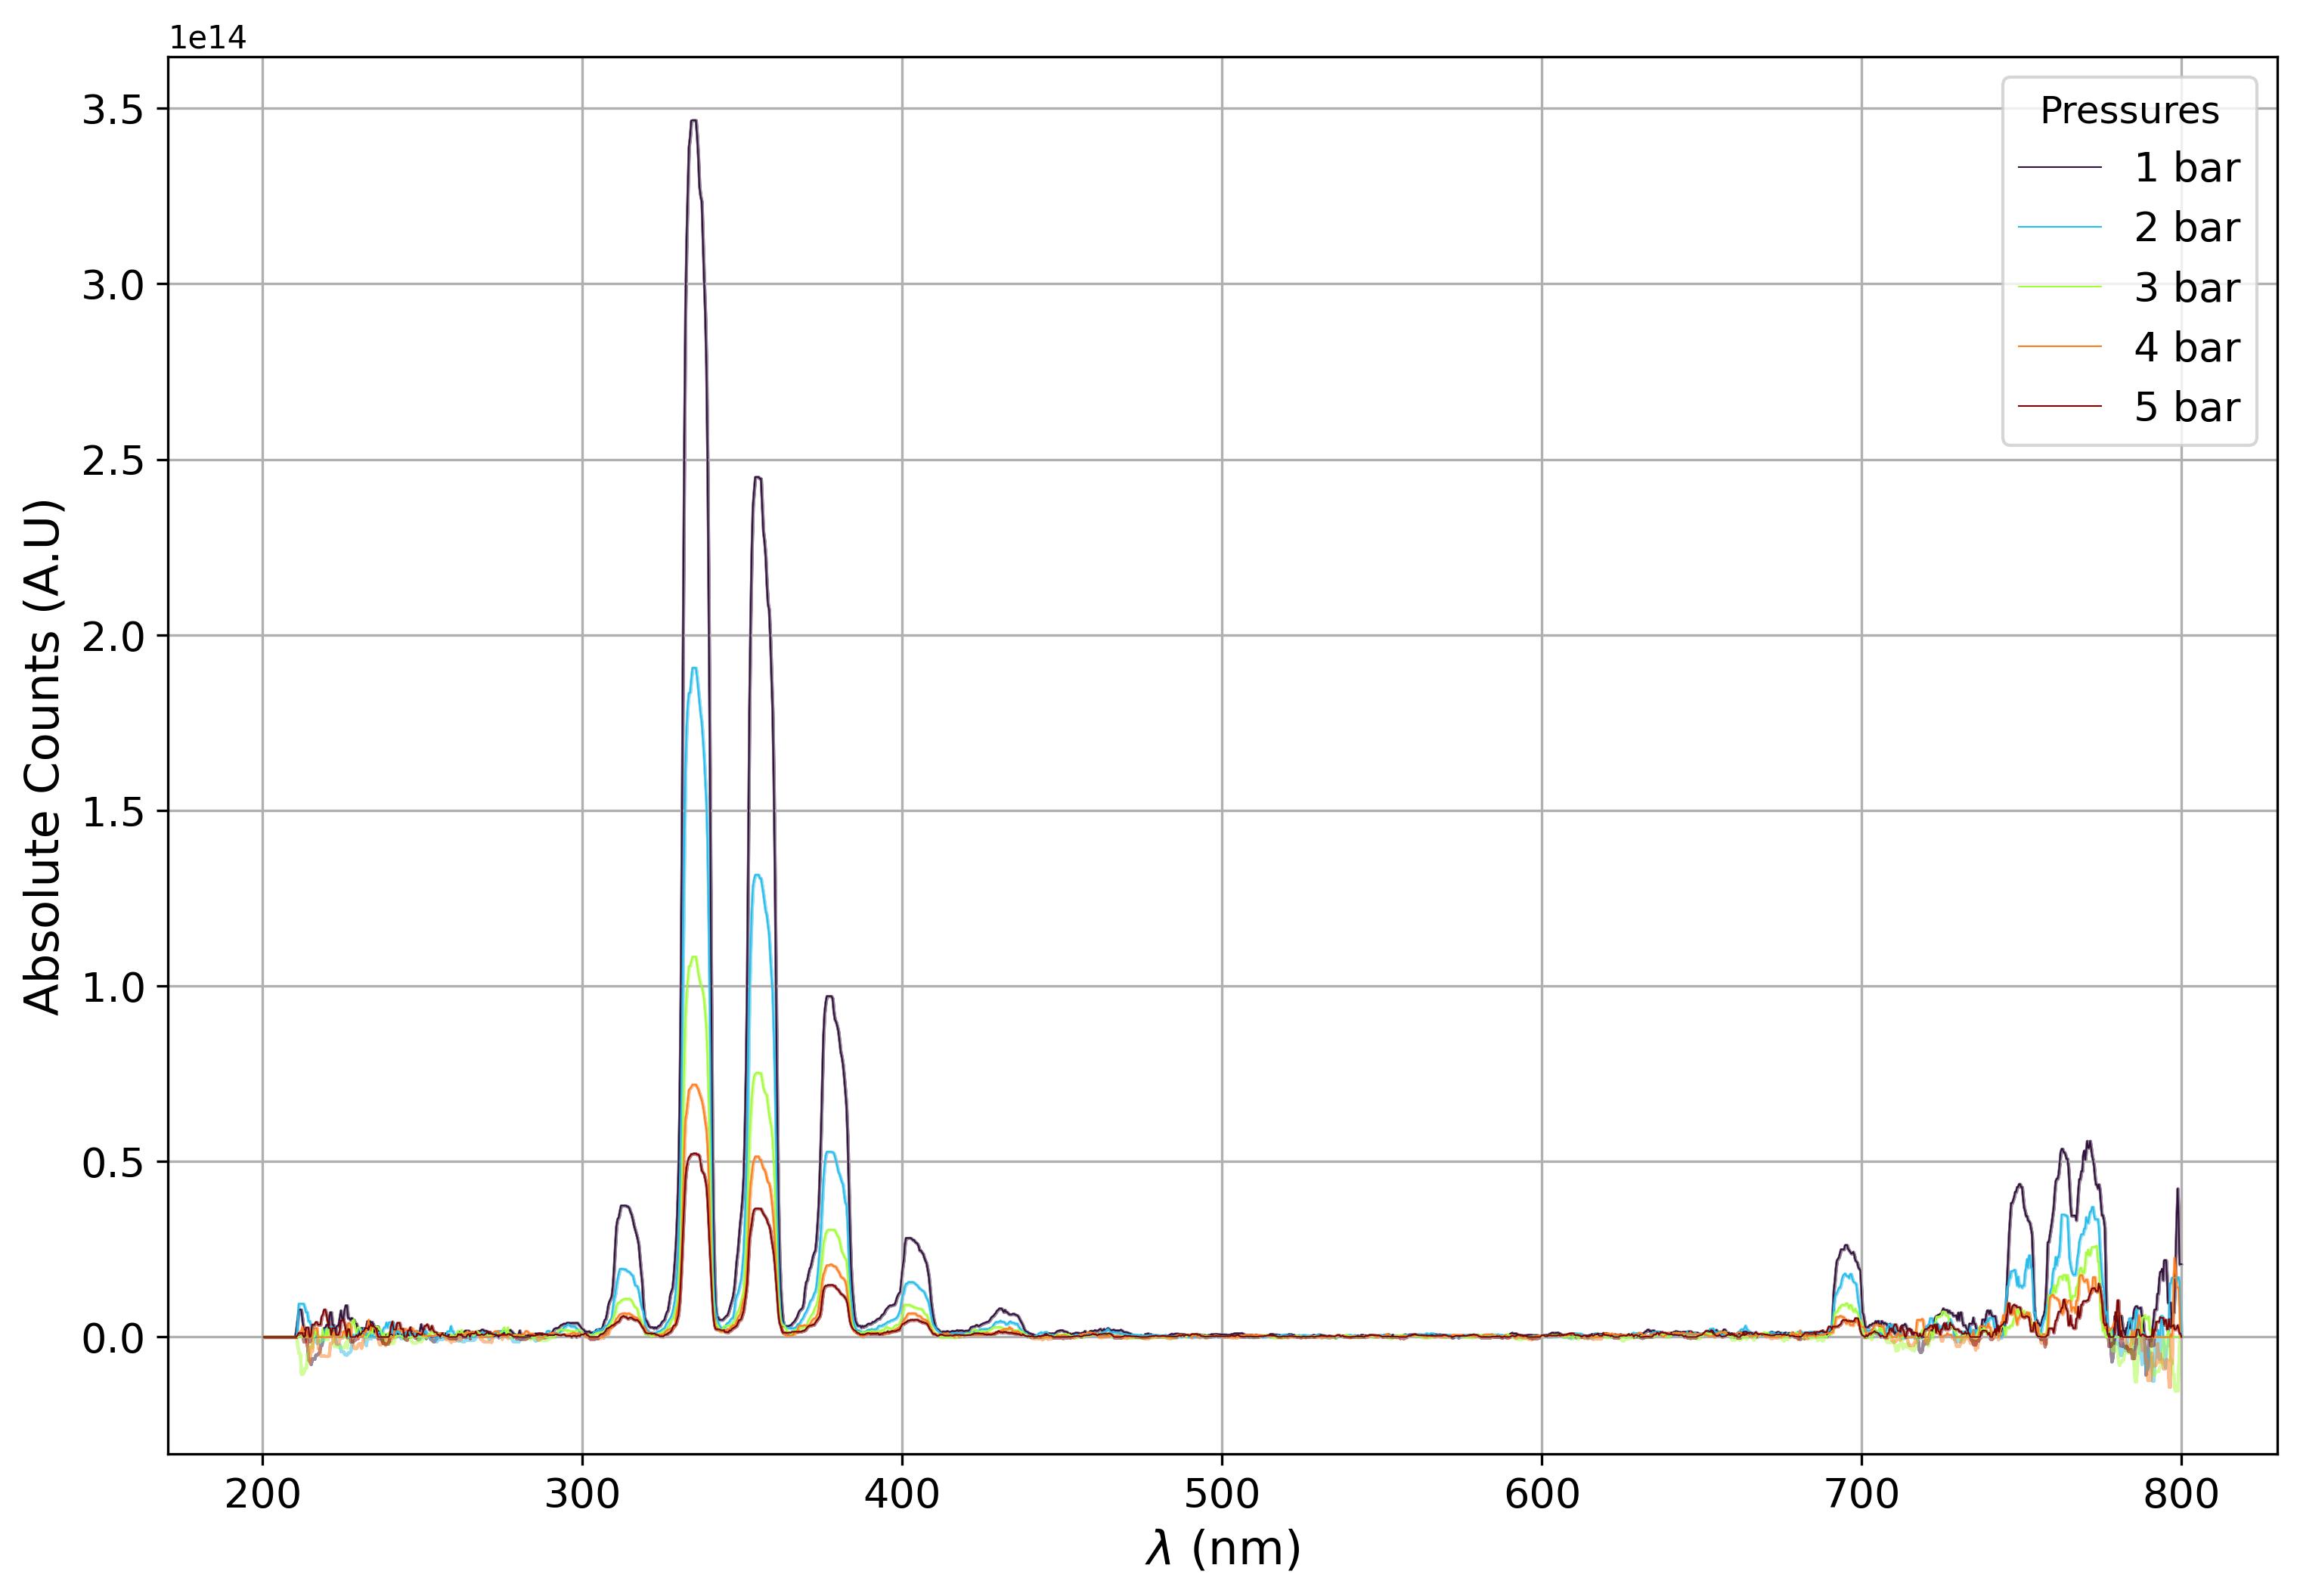 1e14
3.5
3.0
2.5
2.0
1.5
1.0
0.5
0.0
Absolute Counts (A.U)
200 300 400 500 600 700 800
λ (nm)
Pressures
1 bar
2 bar
3 bar
4 bar
5 bar